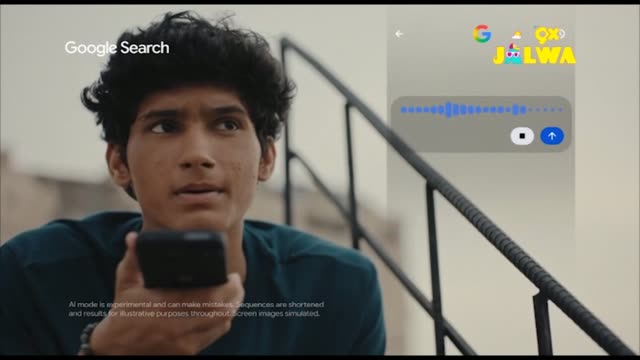 Google Search
G
9x
JALWA
AI mode is experimental and can make mistakes. Sequences are shortened
and results for illustrative purposes throughout. Screen images simulated.